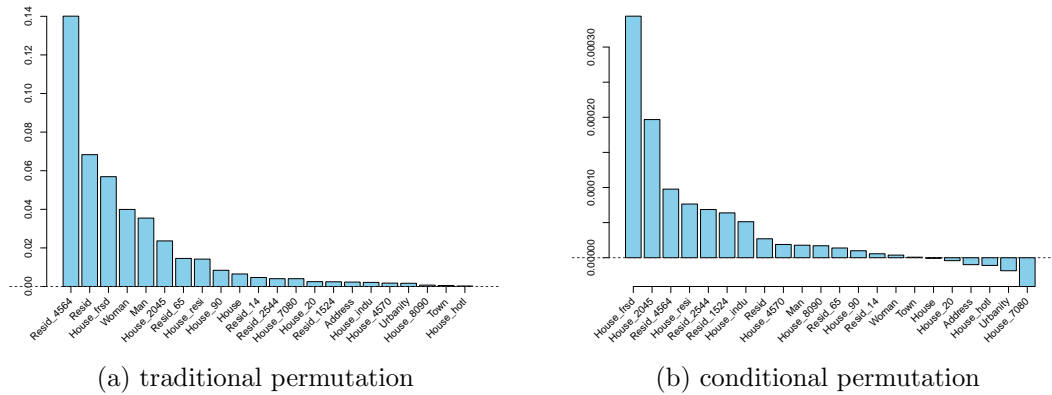 0.14
0.12
0.10
0.08
0.06
0.04
0.02
0.00
Resid_4564
Resid
House_frsd
Woman
Man
House_2045
Resid_65
House_resi
House_90
House
Resid_14
Resid_2544
House_7080
House_20
Resid_1524
Address
House_indu
House_4570
Urbanity
House_8090
Town
House_hotl
(a) traditional permutation
0.00030
0.00020
0.00010
0.00000
House_frsd
House_2045
Resid_4564
House_resi
Resid_2544
Resid_1524
House_indu
Resid
House_4570
Man
House_8090
Resid_65
House_90
Resid_14
Woman
Town
House
House_20
Address
House_hotl
Urbanity
House_7080
(b) conditional permutation